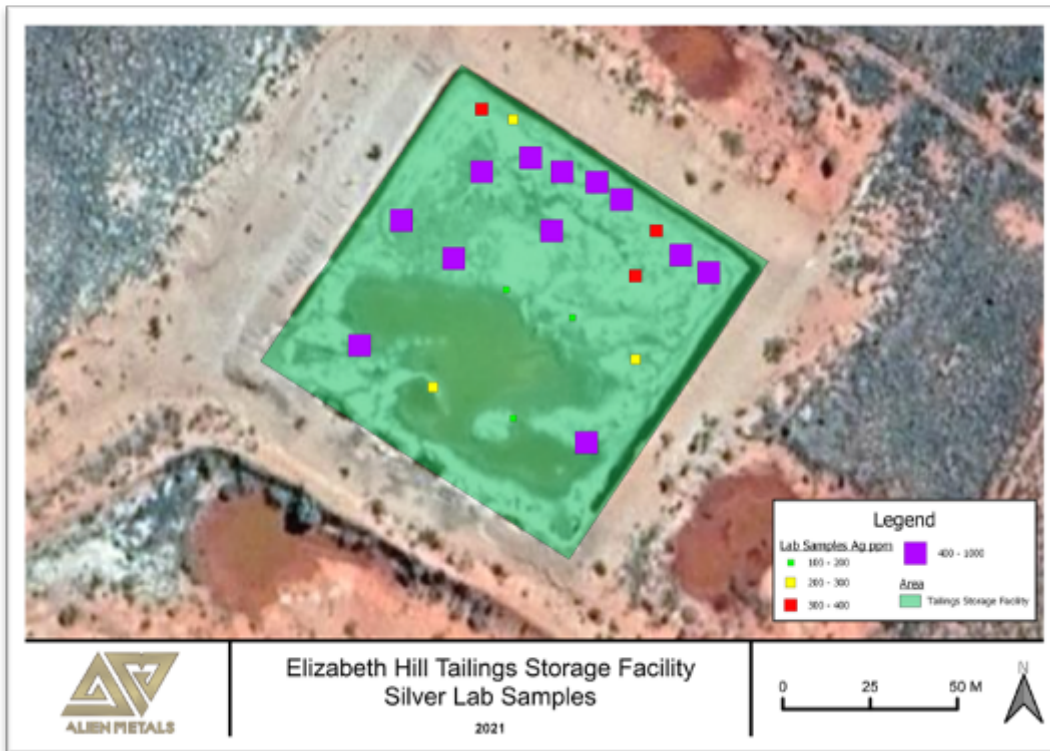 Legend
Lab Samples Ag ppm
100 - 200
200 - 300
300 - 400
400 - 1000
Area
Tailings Storage Facility
ALIEN METALS
Elizabeth Hill Tailings Storage Facility
Silver Lab Samples
2021
0 25 50 M
N